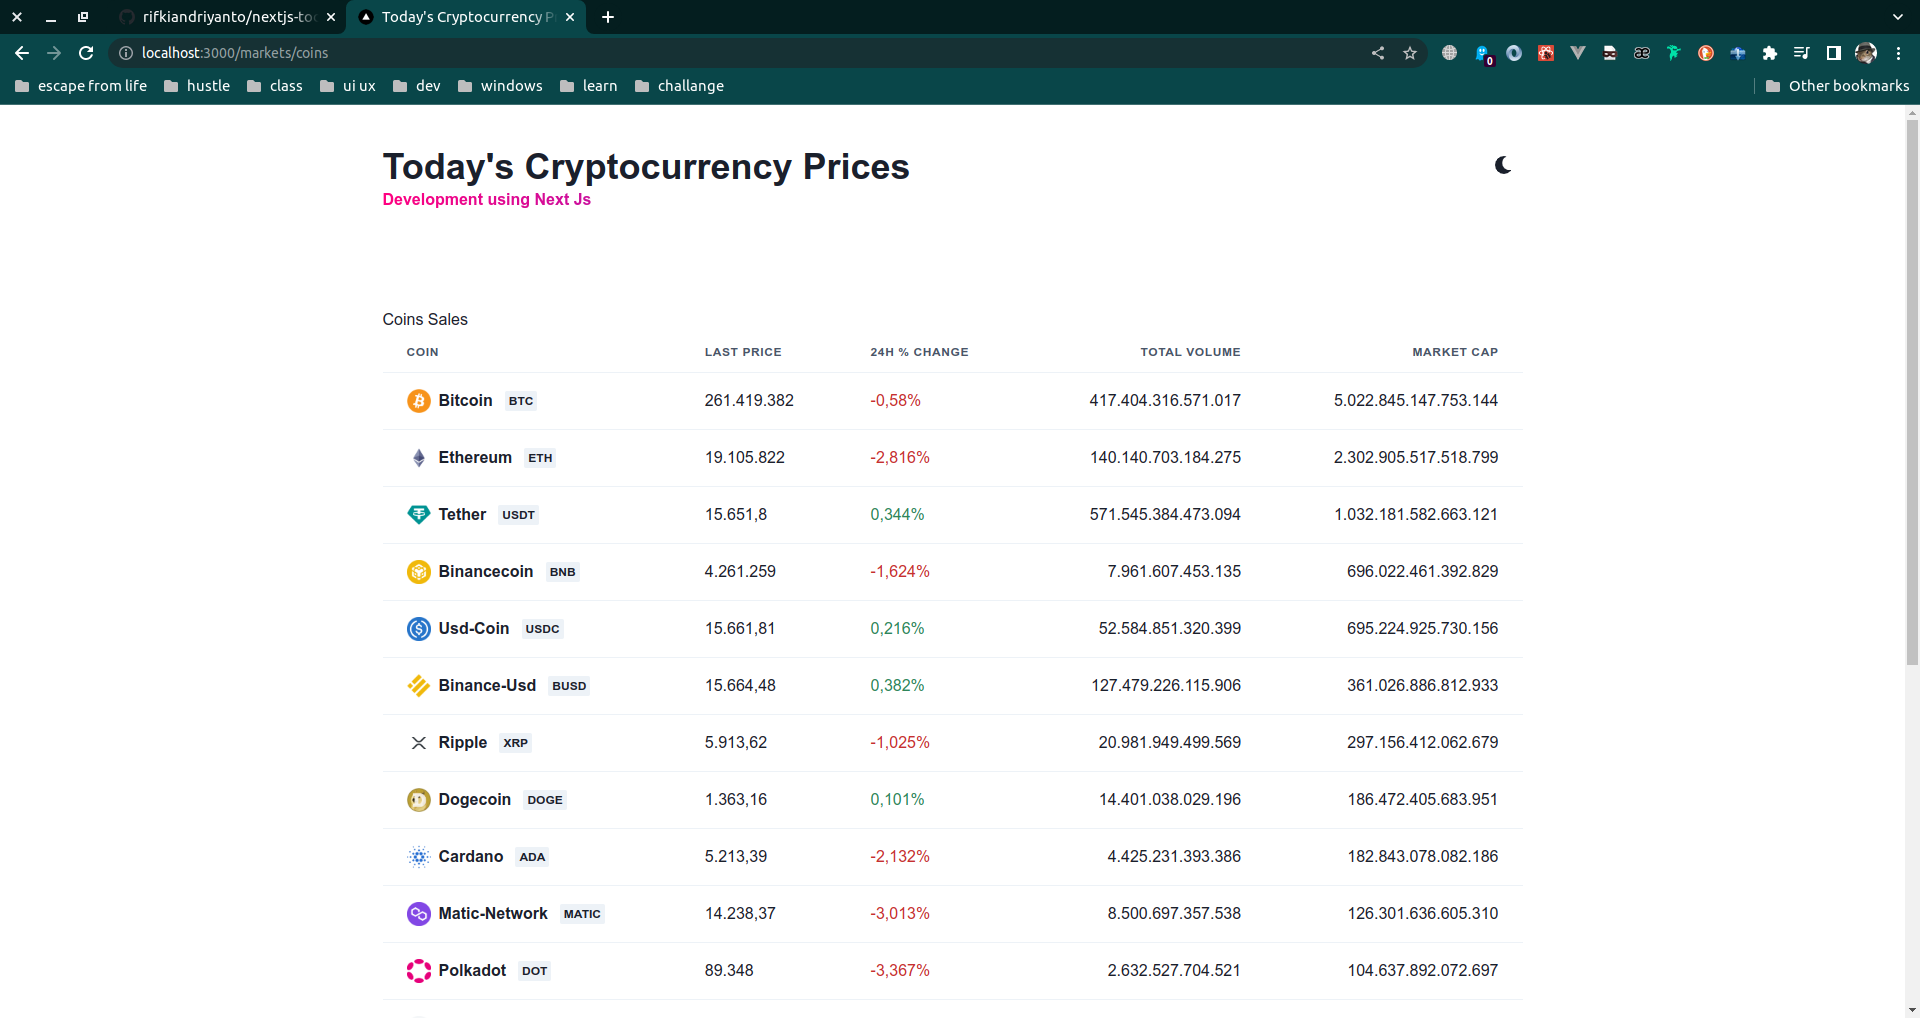 rifkiandriyanto/nextjs-too
Today's Cryptocurrency P
localhost:3000/markets/coins
0
escape from life hustle class ui ux dev windows learn challange Other bookmarks
Today's Cryptocurrency Prices
Development using Next Js
Coins Sales
COIN LAST PRICE 24H % CHANGE TOTAL VOLUME MARKET CAP
Bitcoin BTC 261.419.382 -0,58% 417.404.316.571.017 5.022.845.147.753.144
Ethereum ETH 19.105.822 -2,816% 140.140.703.184.275 2.302.905.517.518.799
Tether USDT 15.651,8 0,344% 571.545.384.473.094 1.032.181.582.663.121
Binancecoin BNB 4.261.259 -1,624% 7.961.607.453.135 696.022.461.392.829
Usd-Coin USDC 15.661,81 0,216% 52.584.851.320.399 695.224.925.730.156
Binance-Usd BUSD 15.664,48 0,382% 127.479.226.115.906 361.026.886.812.933
Ripple XRP 5.913,62 -1,025% 20.981.949.499.569 297.156.412.062.679
Dogecoin DOGE 1.363,16 0,101% 14.401.038.029.196 186.472.405.683.951
Cardano ADA 5.213,39 -2,132% 4.425.231.393.386 182.843.078.082.186
Matic-Network MATIC 14.238,37 -3,013% 8.500.697.357.538 126.301.636.605.310
Polkadot DOT 89.348 -3,367% 2.632.527.704.521 104.637.892.072.697